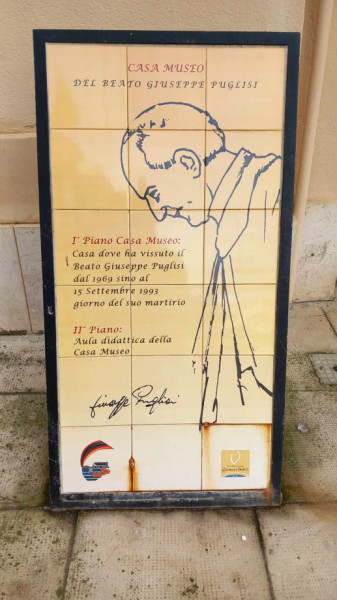 CASA MUSEO
DEL BEATO GIUSEPPE PUGLISI
I° Piano Casa Museo:
Casa dove ha vissuto il
Beato Giuseppe Puglisi
dal 1969 sino al
15 Settembre 1993
giorno del suo martirio
II° Piano:
Aula didattica della
Casa Museo
Giuseppe Puglisi